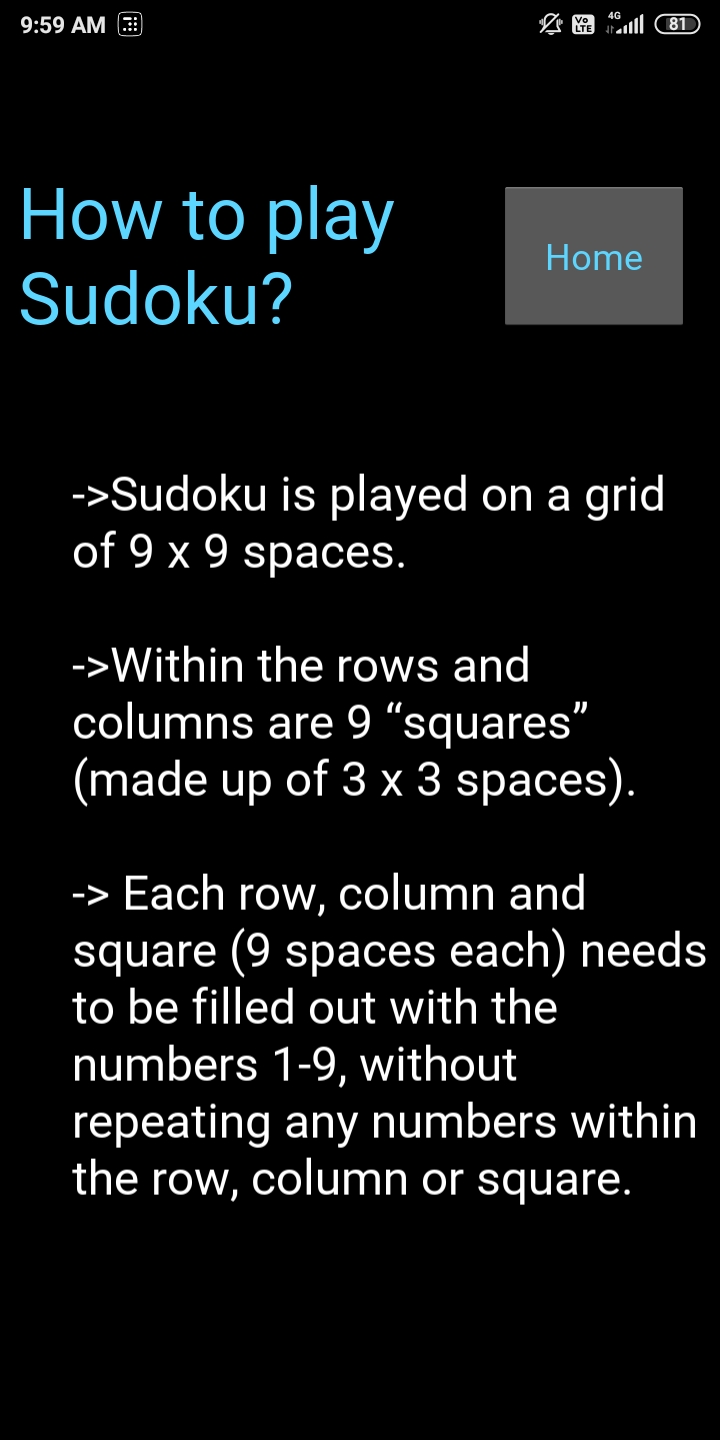 9:59 AM
Vo LTE
4G
81
How to play
Sudoku?
Home
->Sudoku is played on a grid
of 9 x 9 spaces.
->Within the rows and
columns are 9 “squares”
(made up of 3 x 3 spaces).
-> Each row, column and
square (9 spaces each) needs
to be filled out with the
numbers 1-9, without
repeating any numbers within
the row, column or square.